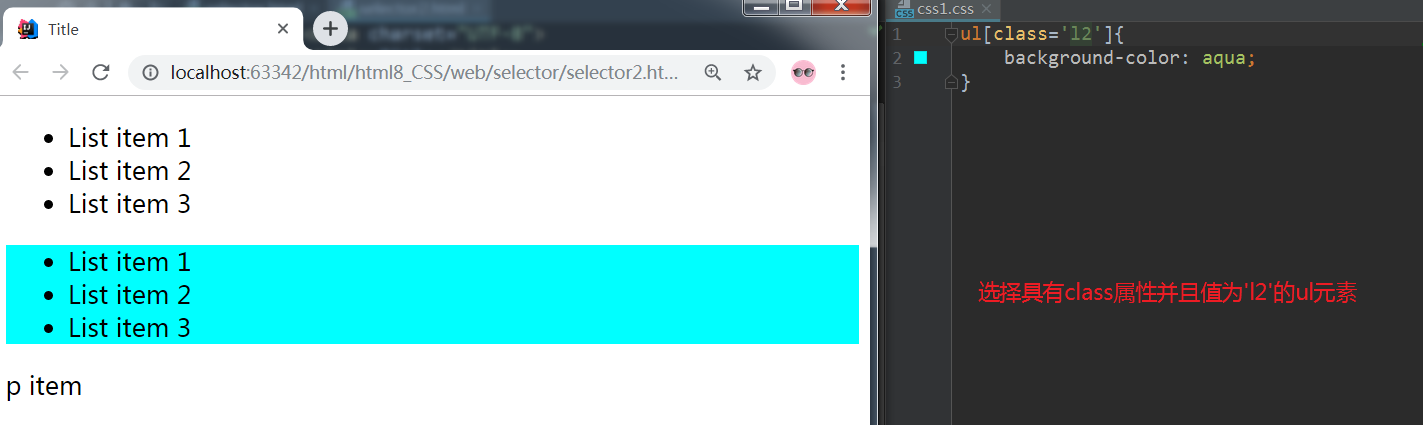 Title
localhost:63342/html/html8_CSS/web/selector/selector2.ht...
List item 1
List item 2
List item 3
List item 1
List item 2
List item 3
p item
css1.css
1 ul[class='l2']{
2 background-color: aqua;
3 }
选择具有class属性并且值为'l2'的ul元素